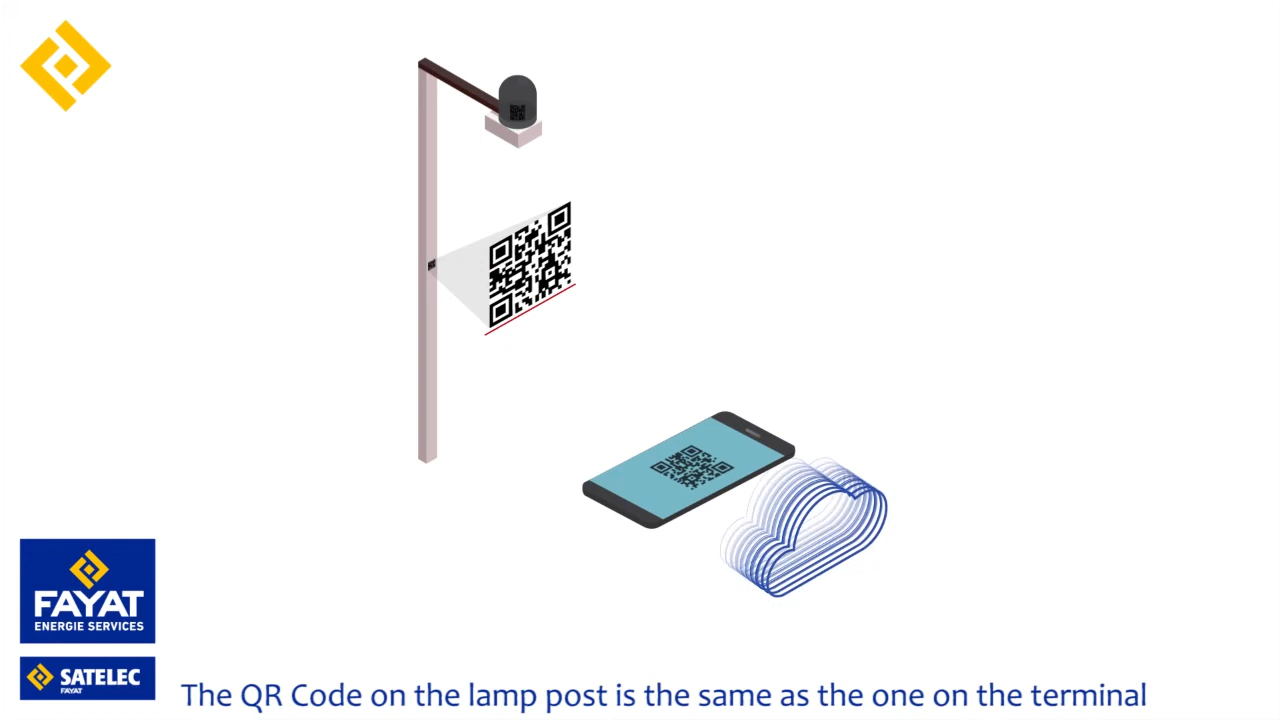 FAYAT
ENERGIE SERVICES
SATELEC
FAYAT
The QR Code on the lamp post is the same as the one on the terminal